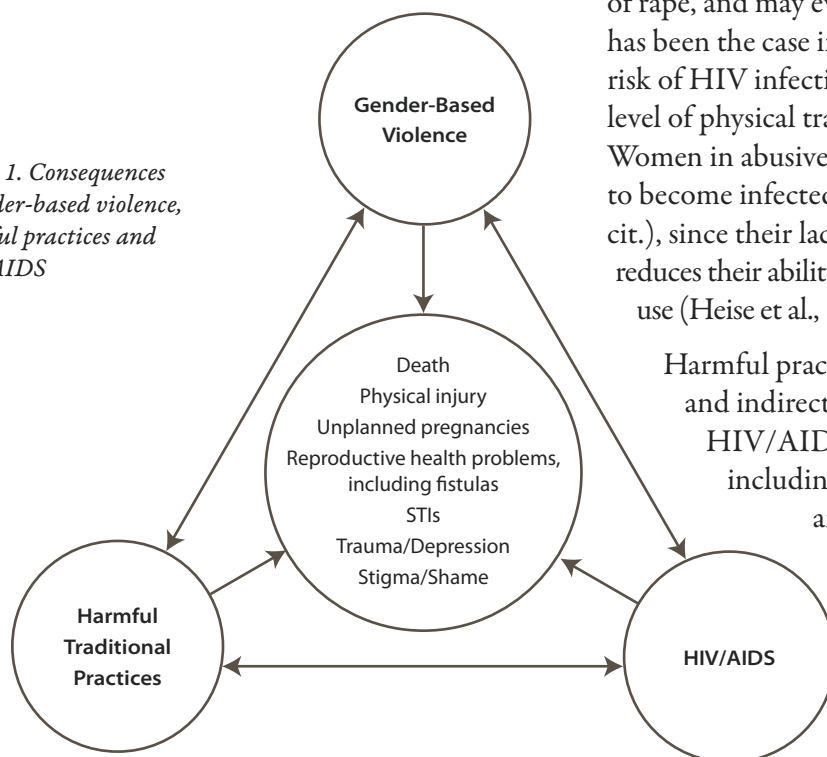 1. Consequences
der-based violence,
ful practices and
AIDS
Gender-Based
Violence
Death
Physical injury
Unplanned pregnancies
Reproductive health problems,
including fistulas
STIs
Trauma/Depression
Stigma/Shame
Harmful
Traditional
Practices
HIV/AIDS
of rape, and may ev
has been the case i
risk of HIV infecti
level of physical tra
Women in abusive
to become infected
cit.), since their lac
reduces their abilit
use (Heise et al.,
Harmful prac
and indirect
HIV/AID
includin
a